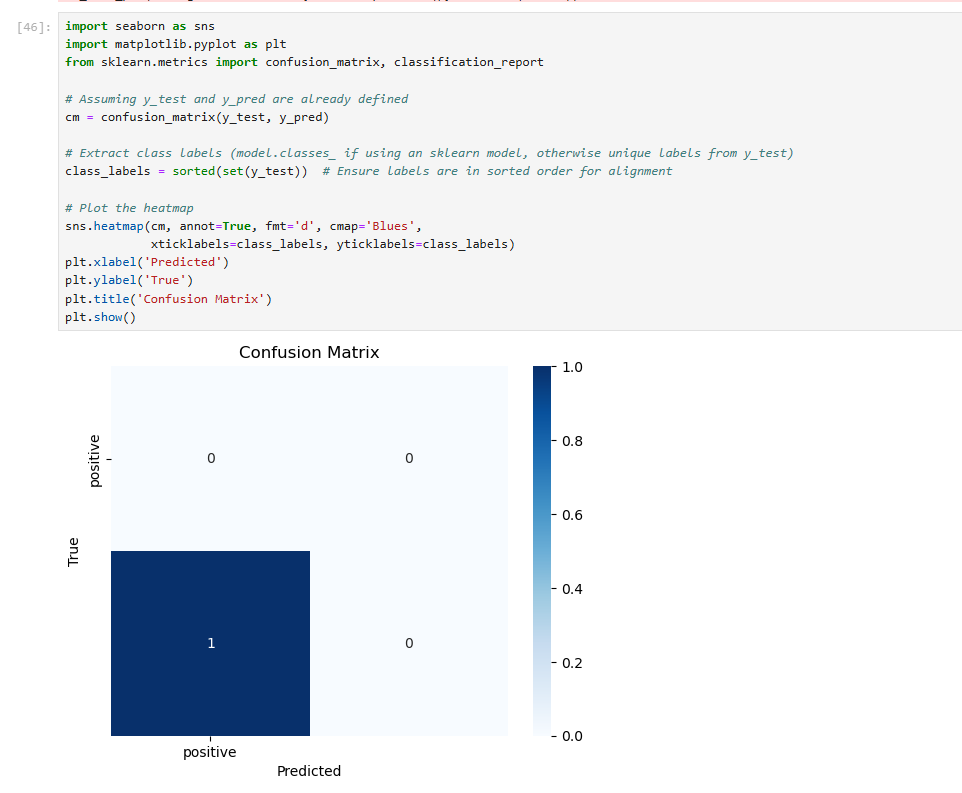 [46]:
import seaborn as sns
import matplotlib.pyplot as plt
from sklearn.metrics import confusion_matrix, classification_report
# Assuming y_test and y_pred are already defined
cm = confusion_matrix(y_test, y_pred)
# Extract class labels (model.classes_ if using an sklearn model, otherwise unique labels from y_test)
class_labels = sorted(set(y_test))  # Ensure labels are in sorted order for alignment
# Plot the heatmap
sns.heatmap(cm, annot=True, fmt='d', cmap='Blues',
            xticklabels=class_labels, yticklabels=class_labels)
plt.xlabel('Predicted')
plt.ylabel('True')
plt.title('Confusion Matrix')
plt.show()
Confusion Matrix
True
positive
0
0
1
0
positive
Predicted
1.0
0.8
0.6
0.4
0.2
0.0